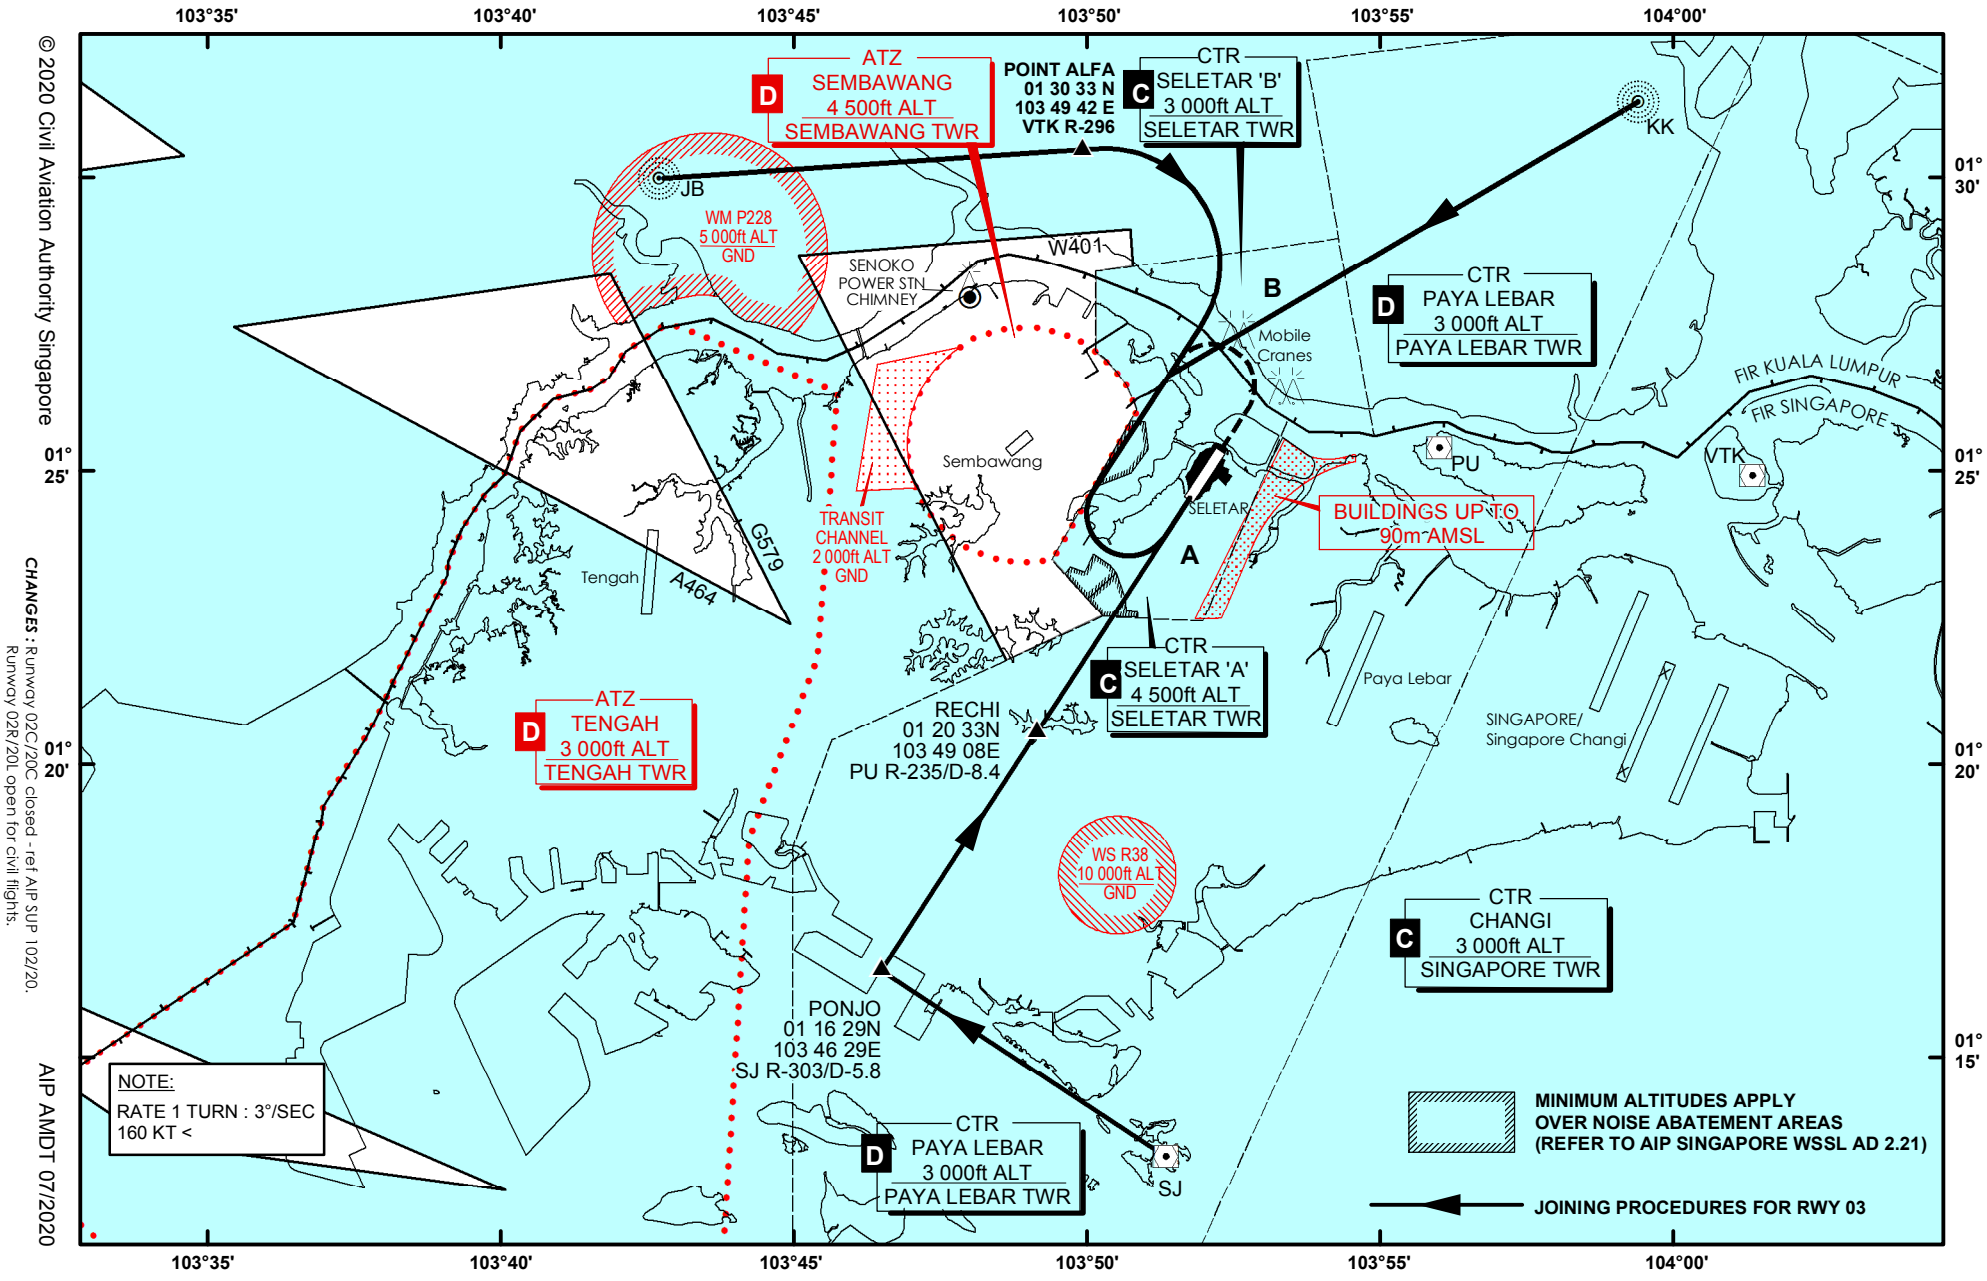 103°35'
103°40'
103°45'
103°50'
103°55'
104°00'
© 2020 Civil Aviation Authority Singapore
CHANGES : Runway 02C/20C closed - ref AIP SUP 102/20.
Runway 02R/20L open for civil flights.
AIP AMDT 07/2020
ATZ
D
SEMBAWANG
4 500ft ALT
SEMBAWANG TWR
POINT ALFA
01 30 33 N
103 49 42 E
VTK R-296
CTR
C
SELETAR 'B'
3 000ft ALT
SELETAR TWR
KK
JB
01°
30'
WM P228
5 000ft ALT
GND
W401
SENOKO
POWER STN
CHIMNEY
B
CTR
D
PAYA LEBAR
3 000ft ALT
PAYA LEBAR TWR
Mobile
Cranes
FIR KUALA LUMPUR
FIR SINGAPORE
01°
25'
Sembawang
PU
VTK
01°
25'
SELETAR
BUILDINGS UP TO
90m AMSL
TRANSIT
CHANNEL
2 000ft ALT
GND
G579
A464
Tengah
A
CTR
C
SELETAR 'A'
4 500ft ALT
SELETAR TWR
Paya Lebar
ATZ
D
TENGAH
3 000ft ALT
TENGAH TWR
RECHI
01 20 33N
103 49 08E
PU R-235/D-8.4
SINGAPORE/
Singapore Changi
01°
20'
01°
20'
WS R38
10 000ft ALT
GND
CTR
C
CHANGI
3 000ft ALT
SINGAPORE TWR
PONJO
01 16 29N
103 46 29E
SJ R-303/D-5.8
01°
15'
NOTE:
RATE 1 TURN : 3°/SEC
160 KT <
CTR
D
PAYA LEBAR
3 000ft ALT
PAYA LEBAR TWR
SJ
MINIMUM ALTITUDES APPLY
OVER NOISE ABATEMENT AREAS
(REFER TO AIP SINGAPORE WSSL AD 2.21)
JOINING PROCEDURES FOR RWY 03
103°35'
103°40'
103°45'
103°50'
103°55'
104°00'